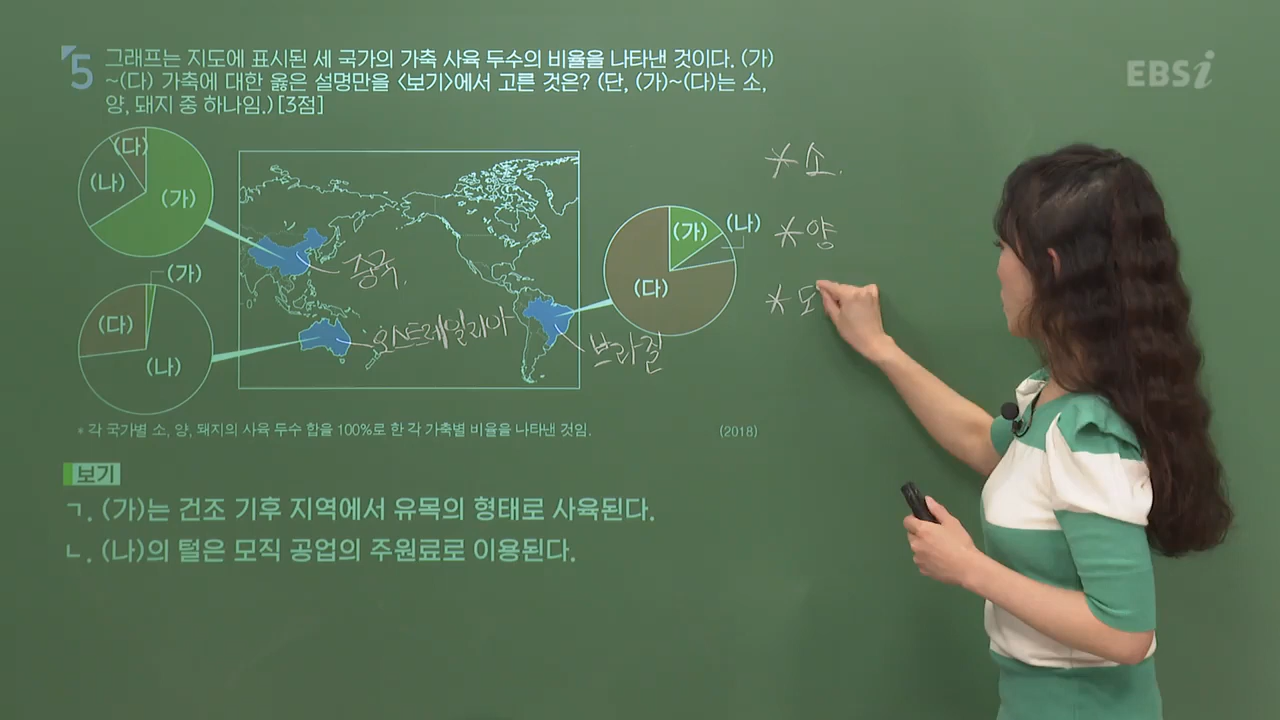 5 그래프는 지도에 표시된 세 국가의 가축 사육 두수의 비율을 나타낸 것이다. (가)
~(다) 가축에 대한 옳은 설명만을 <보기>에서 고른 것은? (단, (가)~(다)는 소,
양, 돼지 중 하나임.) [3점]
EBSi
(다)
(나)
(가)
(가)
(다)
(나)
(가)
(나)
(다)
중국.
오스트레일리아
브라질
* 소.
* 양
* 도
* 각 국가별 소, 양, 돼지의 사육 두수 합을 100%로 한 각 가축별 비율을 나타낸 것임.
(2018)
보기
ㄱ. (가)는 건조 기후 지역에서 유목의 형태로 사육된다.
ㄴ. (나)의 털은 모직 공업의 주원료로 이용된다.